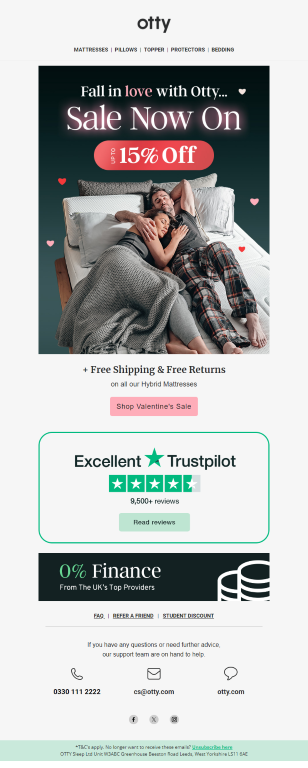 otty
MATTRESSES | PILLOWS | TOPPER | PROTECTORS | BEDDING
Fall in love with Otty...
Sale Now On
UP TO 15% Off
+ Free Shipping & Free Returns
on all our Hybrid Mattresses
Shop Valentine's Sale
Excellent Trustpilot
9,500+ reviews
Read reviews
0% Finance
From The UK's Top Providers
FAQ | REFER A FRIEND | STUDENT DISCOUNT
If you have any questions or need further advice,
our support team are on hand to help.
0330 111 2222 cs@otty.com otty.com
*T&C's apply. No longer want to receive these emails? Unsubscribe here
OTTY Sleep Ltd Unit W3ABC Greenhouse Beeston Road Leeds, West Yorkshire LS11 6AE